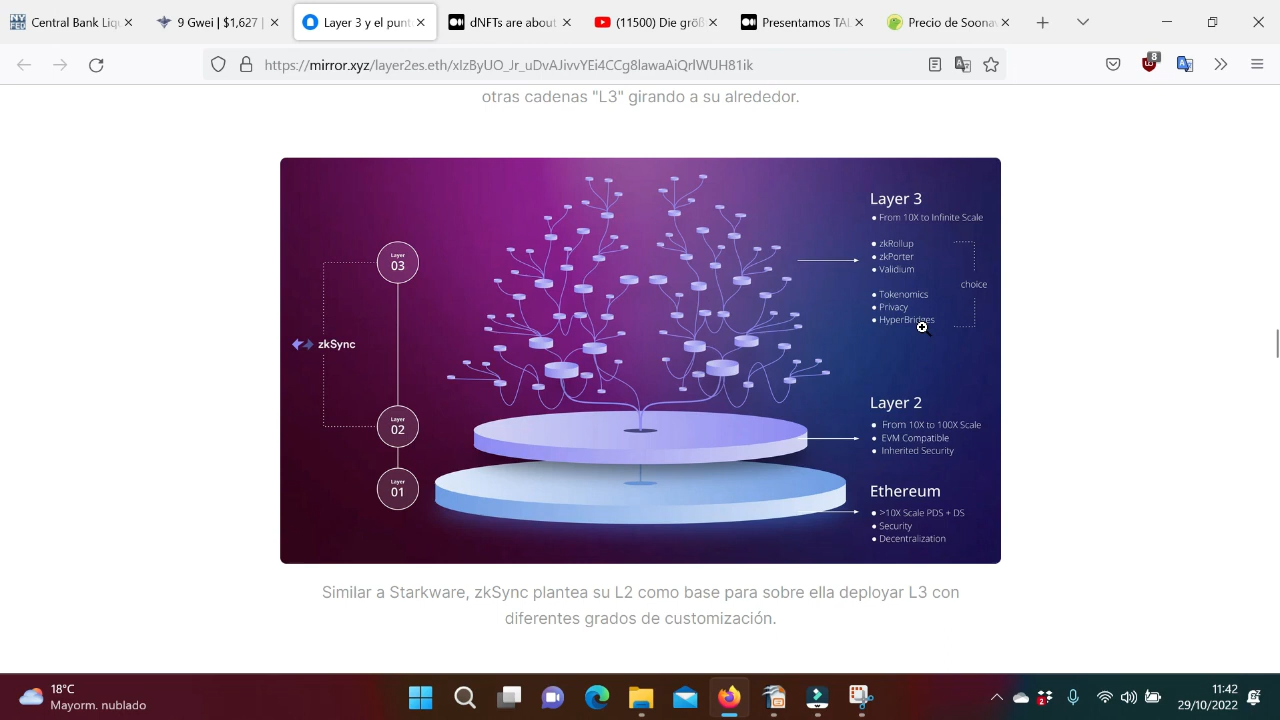 Central Bank Liq
9 Gwei | $1,627 |
Layer 3 y el punt
dNFTs are about
(11500) Die größ
Presentamos TAL
Precio de Soona
https://mirror.xyz/layer2es.eth/
8
otras cadenas "L3" girando a su alrededor.
Layer 3
From 10X to Infinite Scale
zkRollup
zkPorter
Validium
choice
Tokenomics
Privacy
HyperBridges
Layer
03
zkSync
Layer 2
From 10X to 100X Scale
EVM Compatible
Inherited Security
Layer
02
Layer
01
Ethereum
>10X Scale PDS + DS
Security
Decentralization
Similar a Starkware, zkSync plantea su L2 como base para sobre ella deployar L3 con
diferentes grados de customización.
18°C
Mayorm. nublado
11:42
29/10/2022